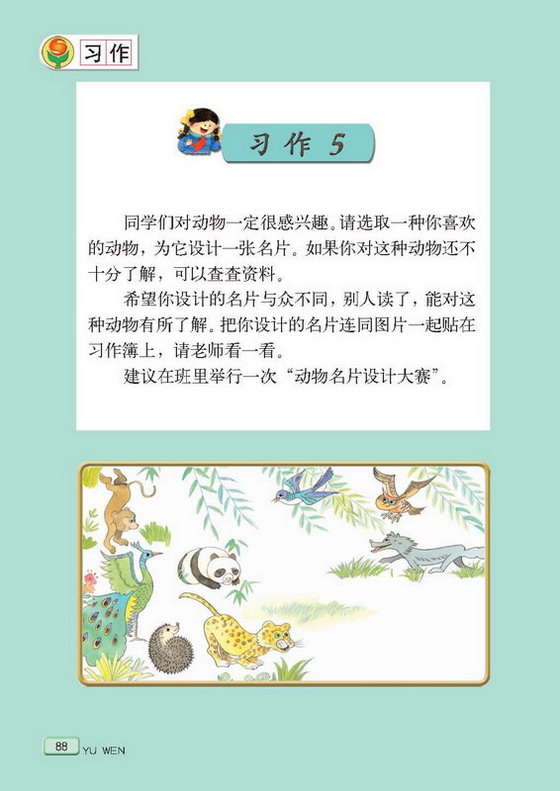 习作
习作 5
同学们对动物一定很感兴趣。请选取一种你喜欢
的动物，为它设计一张名片。如果你对这种动物还不
十分了解，可以查查资料。
希望你设计的名片与众不同，别人读了，能对这
种动物有所了解。把你设计的名片连同图片一起贴在
习作簿上，请老师看一看。
建议在班里举行一次“动物名片设计大赛”。
88
YU WEN